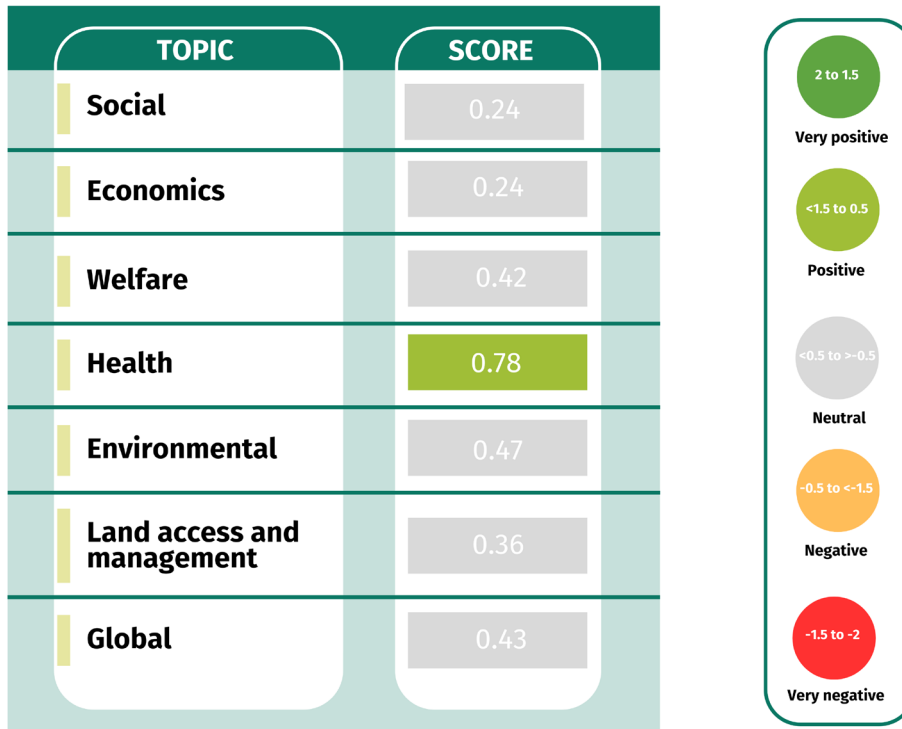 TOPIC SCORE
Social 0.24
Economics 0.24
Welfare 0.42
Health 0.78
Environmental 0.47
Land access and
management 0.36
Global 0.43
2 to 1.5
Very positive
<1.5 to 0.5
Positive
<0.5 to >-0.5
Neutral
-0.5 to <-1.5
Negative
-1.5 to -2
Very negative